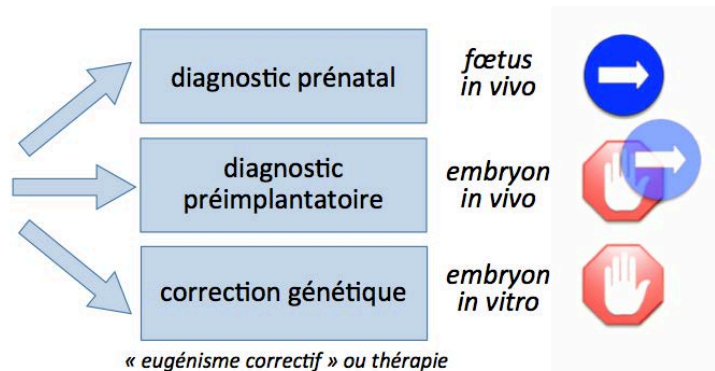 diagnostic prénatal
fœtus
in vivo
diagnostic
préimplantatoire
embryon
in vivo
correction génétique
embryon
in vitro
« eugénisme correctif » ou thérapie